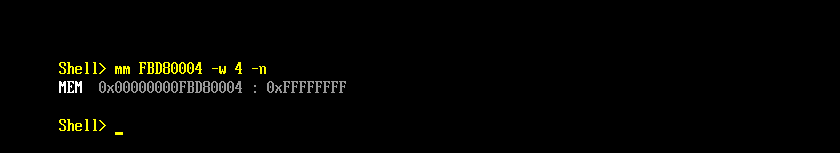 Shell> mm FBD80004 -w 4 -n
MEM  0x00000000FBD80004 : 0xFFFFFFFF
Shell> _